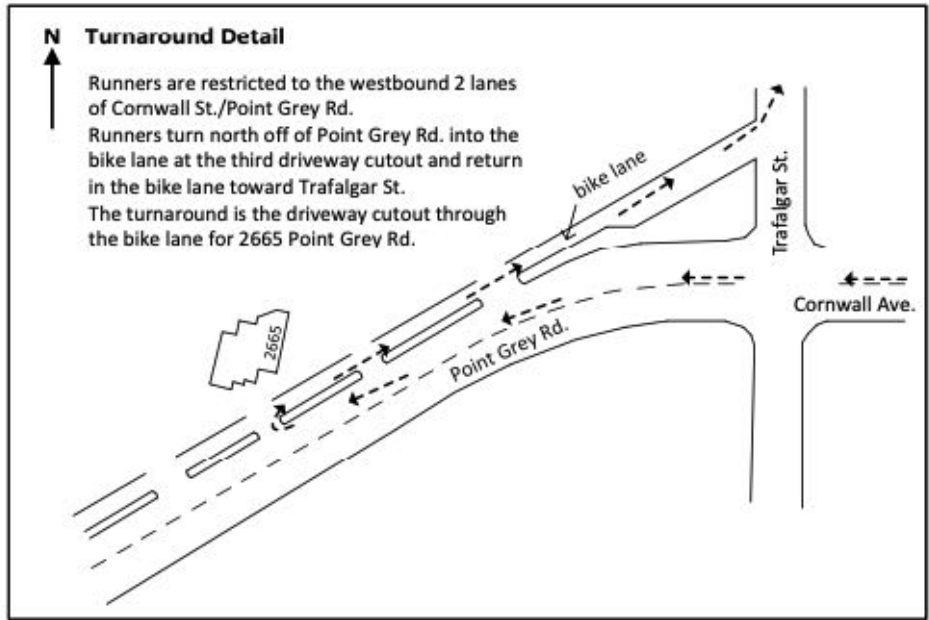 N Turnaround Detail
Runners are restricted to the westbound 2 lanes
of Cornwall St./Point Grey Rd.
Runners turn north off of Point Grey Rd. into the
bike lane at the third driveway cutout and return
in the bike lane toward Trafalgar St.
The turnaround is the driveway cutout through
the bike lane for 2665 Point Grey Rd.
bike lane
Trafalgar St.
Cornwall Ave.
Point Grey Rd.
2665